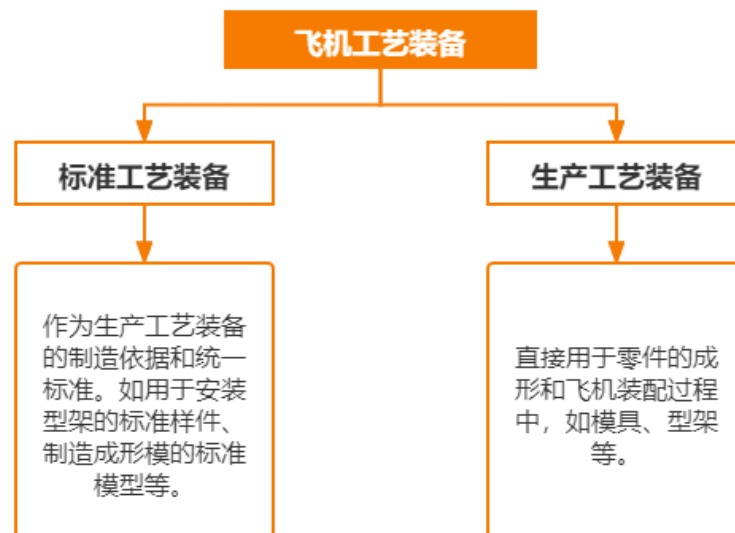 飞机工艺装备
标准工艺装备
生产工艺装备
作为生产工艺装备
的制造依据和统一
标准。如用于安装
型架的标准样件、
制造成形模的标准
模型等。
直接用于零件的成
形和飞机装配过程
中，如模具、型架
等。